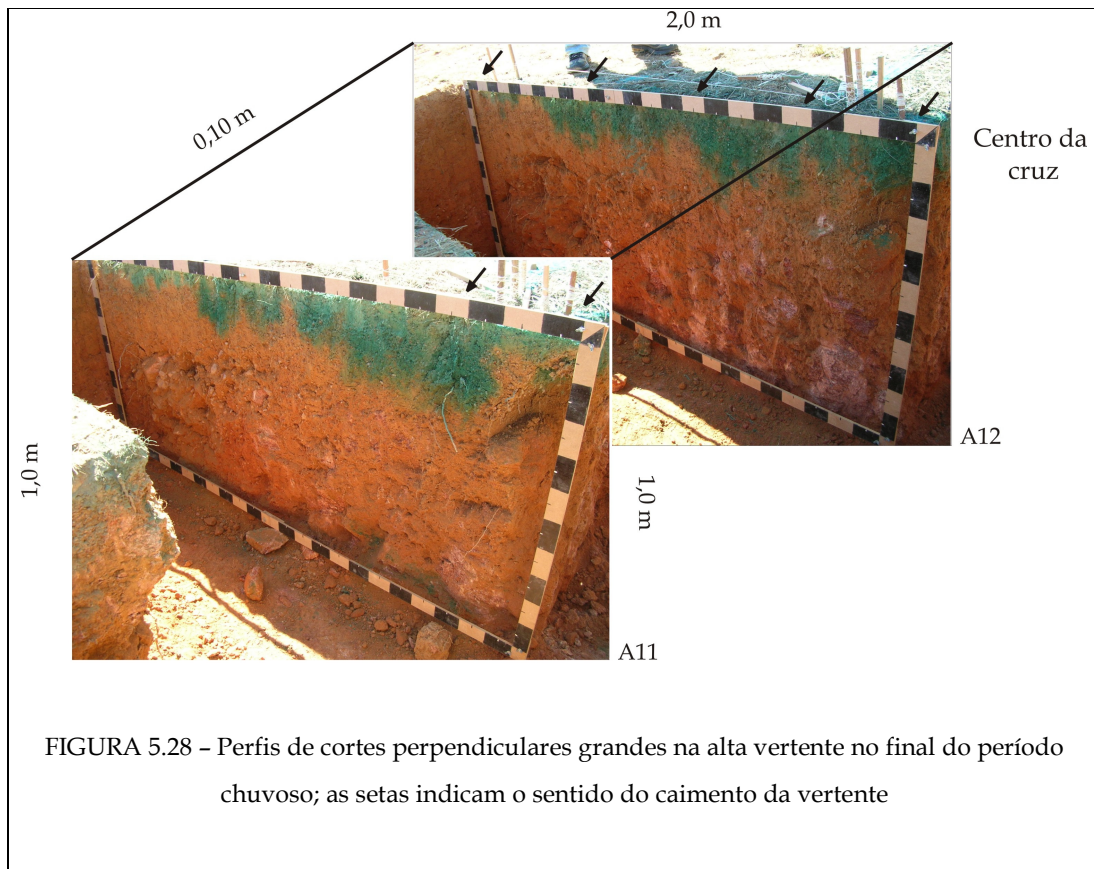 2,0 m
0,10 m
Centro da
cruz
1,0 m
A12
1,0 m
A11
FIGURA 5.28 – Perfis de cortes perpendiculares grandes na alta vertente no final do período
chuvoso; as setas indicam o sentido do caimento da vertente